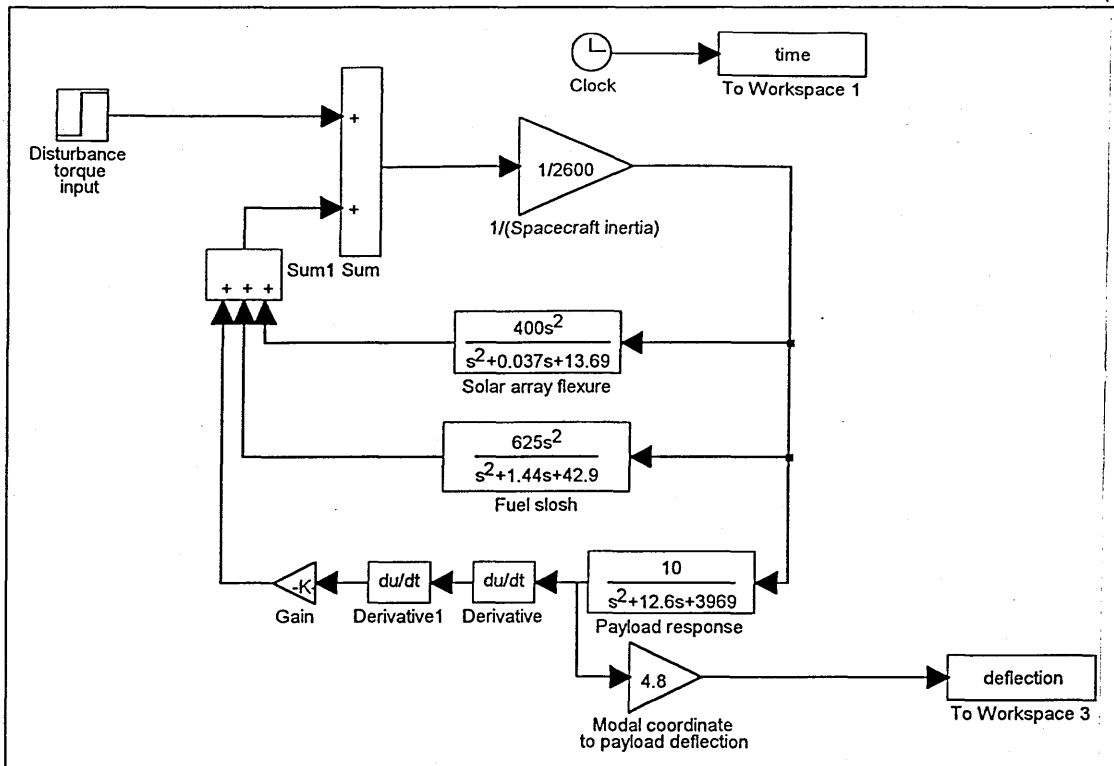 time
Clock
To Workspace 1
+
Disturbance
torque
input
1/2600
+
1/(Spacecraft inertia)
Sum1 Sum
+ + +
400s²
s²+0.037s+13.69
Solar array flexure
625s²
s²+1.44s+42.9
Fuel slosh
10
-K-
du/dt
du/dt
s²+12.6s+3969
Gain
Derivative1
Derivative
Payload response
4.8
deflection
To Workspace 3
Modal coordinate
to payload deflection